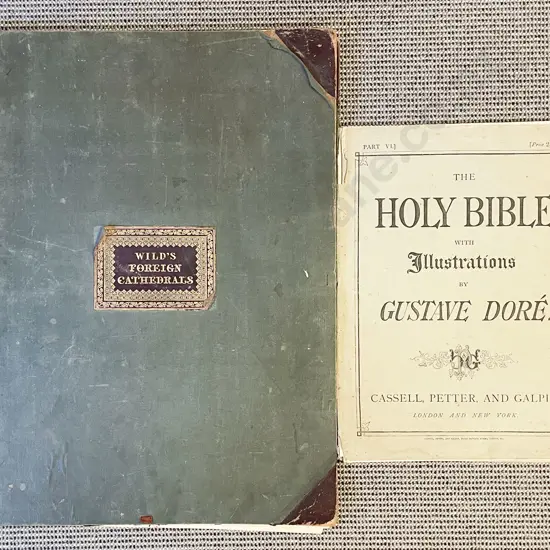 WILD'S
FOREIGN
CATHEDRALS
PART VI.]
THE
HOLY BIBLE
WITH
Illustrations
BY
GUSTAVE DORÉ.
CASSELL, PETTER, AND GALPI
LONDON AND NEW YORK.